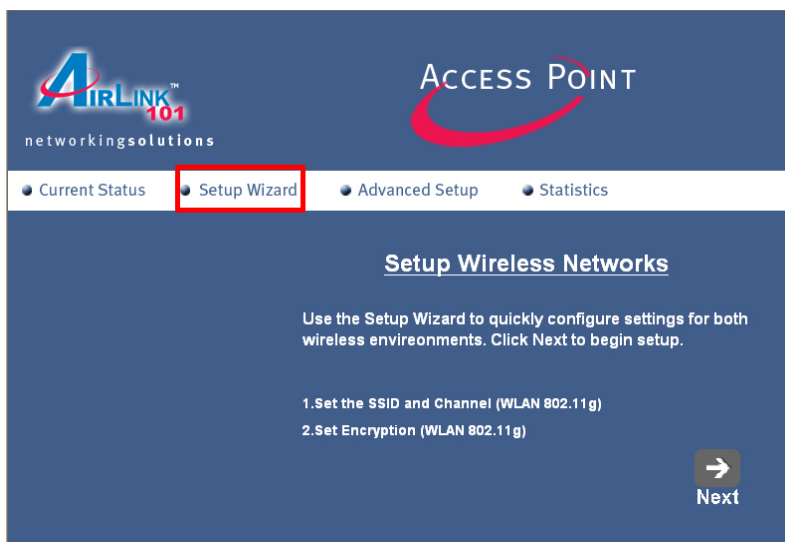 AIRLINK™
101
networkingsolutions
ACCESS POINT
Current Status
Setup Wizard
Advanced Setup
Statistics
Setup Wireless Networks
Use the Setup Wizard to quickly configure settings for both
wireless envireonments. Click Next to begin setup.
1.Set the SSID and Channel (WLAN 802.11g)
2.Set Encryption (WLAN 802.11g)
Next